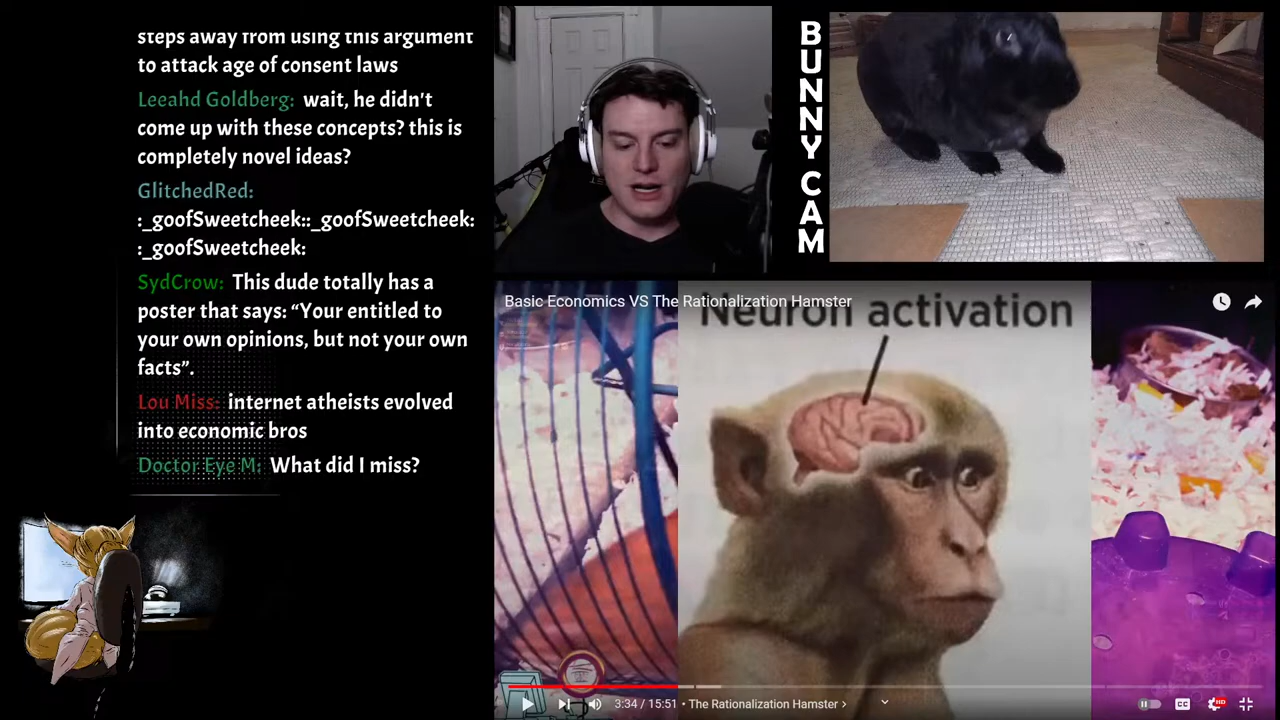 steps away from using this argument
to attack age of consent laws
Leeahd Goldberg: wait, he didn't
come up with these concepts? this is
completely novel ideas?
GlitchedRed:
:_goofSweetcheek::_goofSweetcheek:
:_goofSweetcheek:
SydCrow: This dude totally has a
poster that says: “Your entitled to
your own opinions, but not your own
facts”.
Lou Miss: internet atheists evolved
into economic bros
Doctor Eye M: What did I miss?
BUNNY CAM
Basic Economics VS The Rationalization Hamster
Neuron activation
3:34 / 15:51 • The Rationalization Hamster
CC
HD